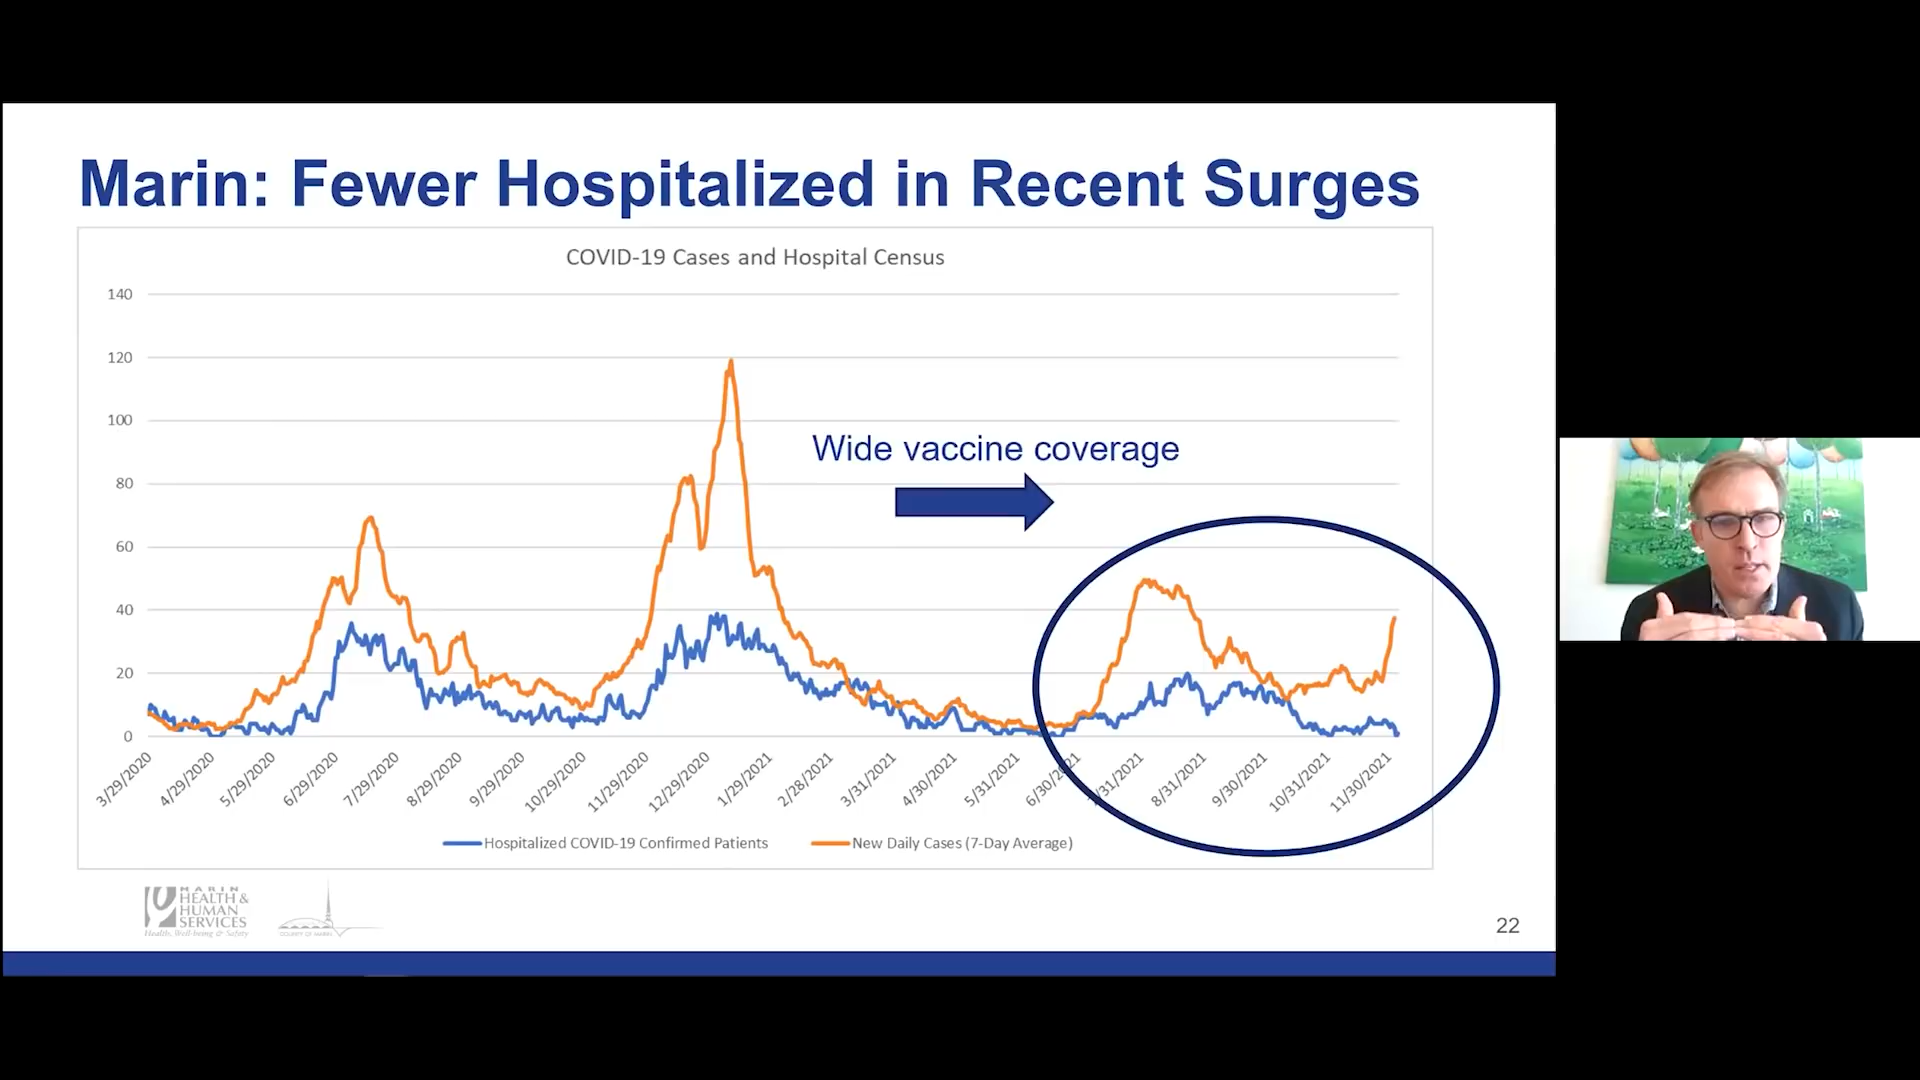 Marin: Fewer Hospitalized in Recent Surges
COVID-19 Cases and Hospital Census
140
120
100
80
60
40
20
0
Wide vaccine coverage
3/29/2020
4/29/2020
5/29/2020
6/29/2020
7/29/2020
8/29/2020
9/29/2020
10/29/2020
11/29/2020
12/29/2020
1/29/2021
2/28/2021
3/31/2021
4/30/2021
5/31/2021
6/30/2021
/31/2021
8/31/2021
9/30/2021
10/31/2021
11/30/2021
Hospitalized COVID-19 Confirmed Patients
New Daily Cases (7-Day Average)
MARIN
HEALTH &
HUMAN
SERVICES
Health, Well-being & Safety
COUNTY OF MARIN
22